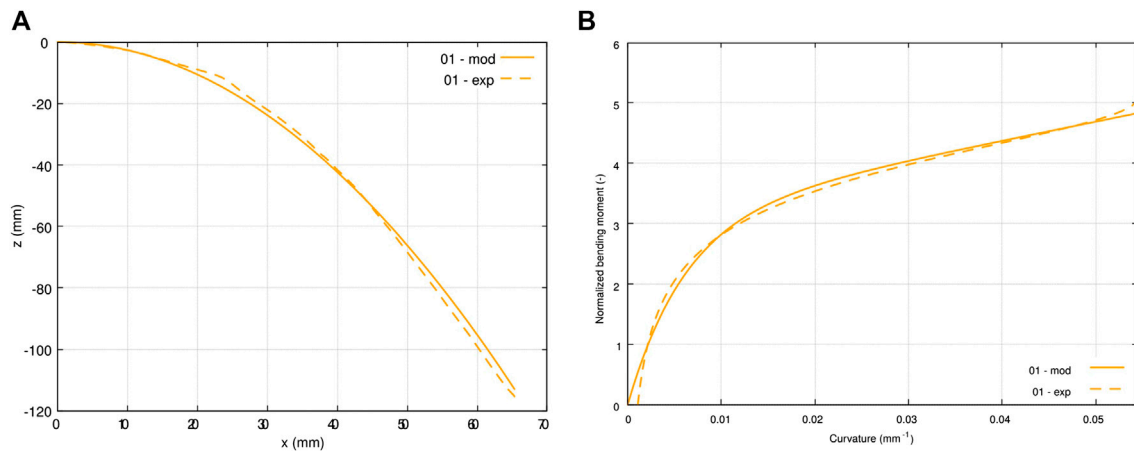 A
0
-20
-40
-60
-80
-100
-120
z (mm)
01 - mod
01 - exp
0 10 20 30 40 50 60 70
x (mm)
B
6
5
4
3
2
1
0
Normalized bending moment (-)
01 - mod
01 - exp
0 0.01 0.02 0.03 0.04 0.05
Curvature (mm⁻¹)